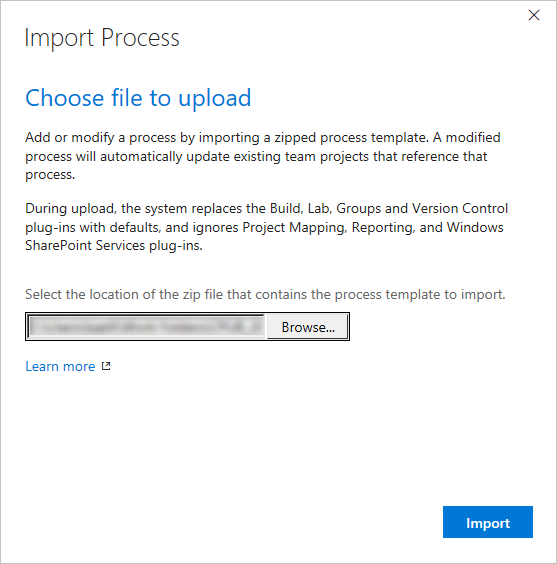 Import Process
Choose file to upload
Add or modify a process by importing a zipped process template. A modified
process will automatically update existing team projects that reference that
process.
During upload, the system replaces the Build, Lab, Groups and Version Control
plug-ins with defaults, and ignores Project Mapping, Reporting, and Windows
SharePoint Services plug-ins.
Select the location of the zip file that contains the process template to import.
Browse...
Learn more
Import